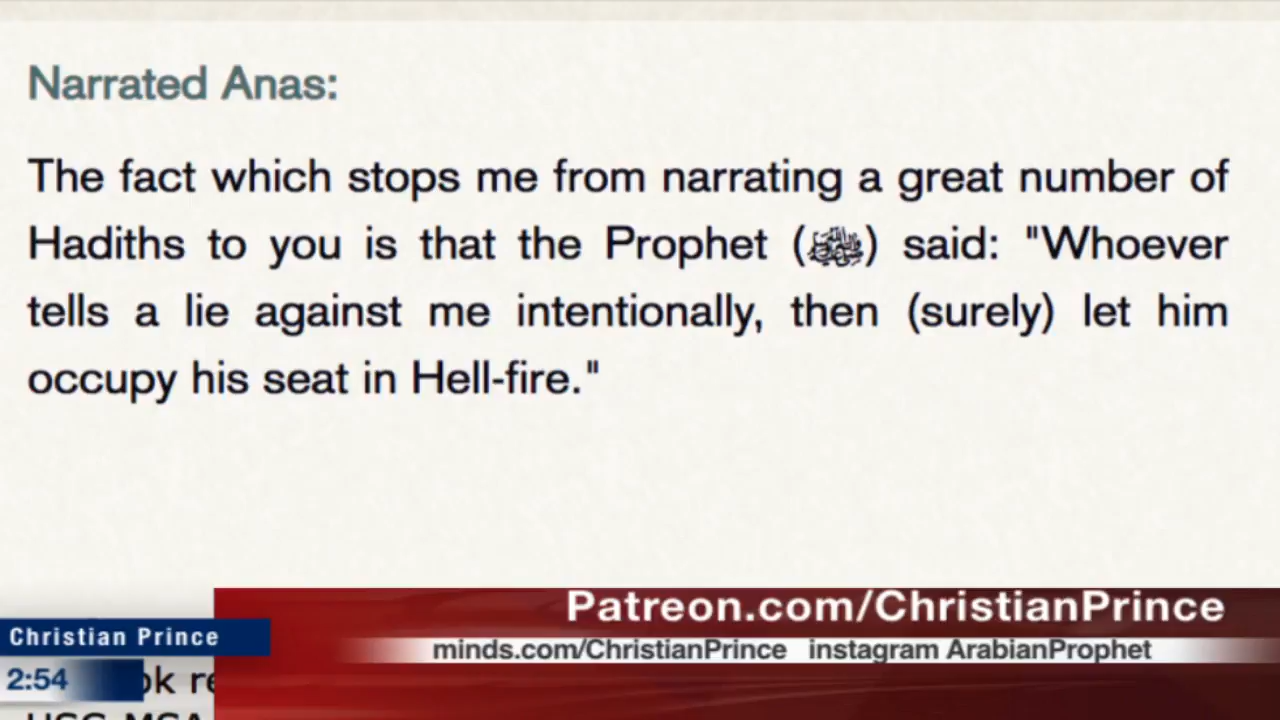 Narrated Anas:
The fact which stops me from narrating a great number of
Hadiths to you is that the Prophet (ﷺ) said: "Whoever
tells a lie against me intentionally, then (surely) let him
occupy his seat in Hell-fire."
Patreon.com/ChristianPrince
Christian Prince
minds.com/ChristianPrince instagram ArabianProphet
2:54